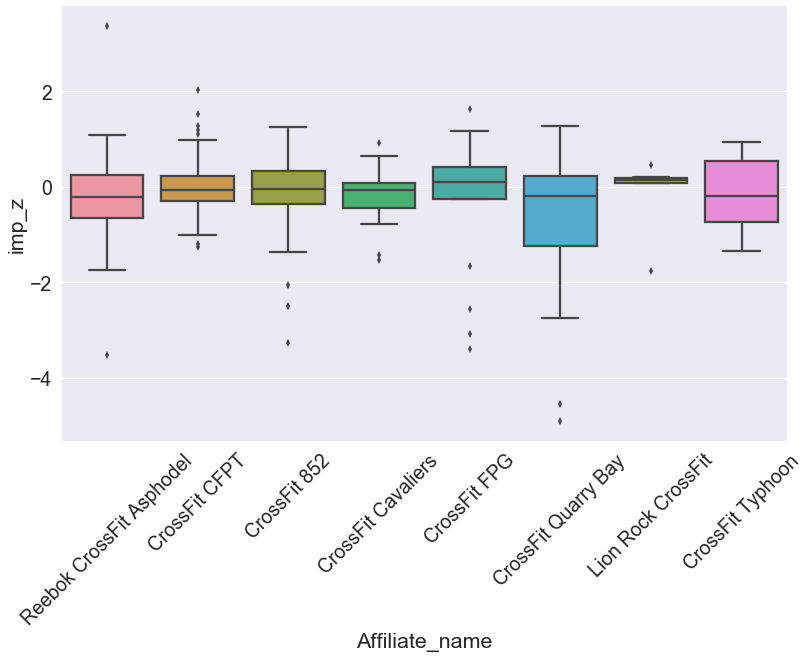 2
0
−2
−4
imp_z
Reebok CrossFit Asphodel
CrossFit CFPT
CrossFit 852
CrossFit Cavaliers
CrossFit FPG
CrossFit Quarry Bay
Lion Rock CrossFit
CrossFit Typhoon
Affiliate_name